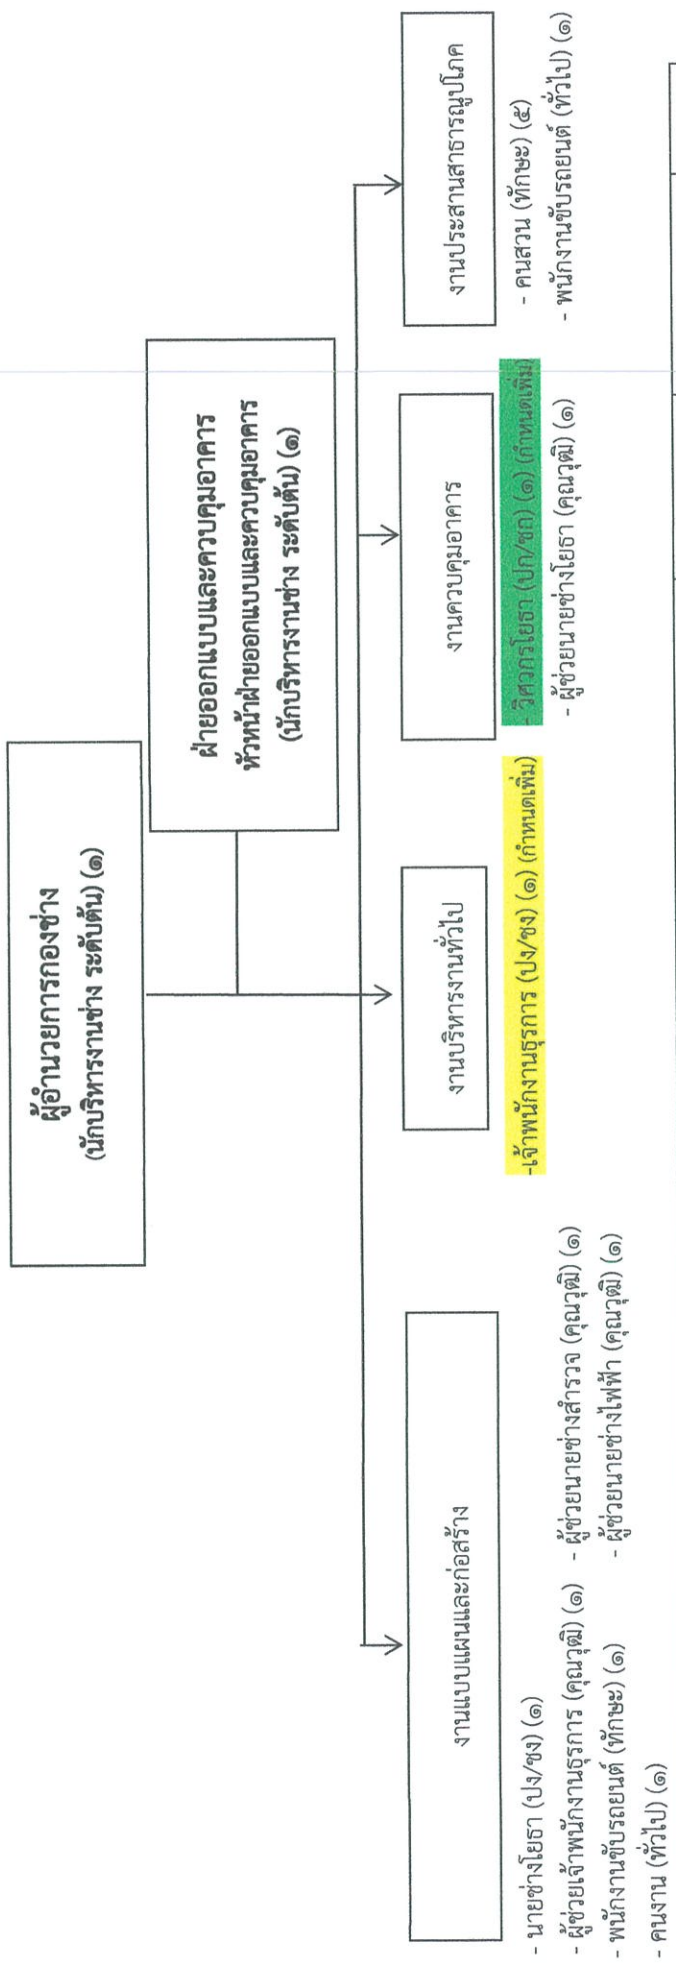 ผู้อำนวยการกองช่าง
(นักบริหารงานช่าง ระดับต้น) (๑)
ฝ่ายออกแบบและควบคุมอาคาร
หัวหน้าฝ่ายออกแบบและควบคุมอาคาร
(นักบริหารงานช่าง ระดับต้น) (๑)
งานแบบแผนและก่อสร้าง
- นายช่างโยธา (ปง/ชง) (๑)
- ผู้ช่วยเจ้าพนักงานธุรการ (คุณวุฒิ) (๑)
- พนักงานขับรถยนต์ (ทักษะ) (๑)
- คนงาน (ทั่วไป) (๑)
- ผู้ช่วยนายช่างสำรวจ (คุณวุฒิ) (๑)
- ผู้ช่วยนายช่างไฟฟ้า (คุณวุฒิ) (๑)
งานบริหารงานทั่วไป
-เจ้าพนักงานธุรการ (ปง/ชง) (๑) (กำหนดเพิ่ม)
งานควบคุมอาคาร
- วิศวกรโยธา (ปก/ชก) (๑) (กำหนดเพิ่ม)
- ผู้ช่วยนายช่างโยธา (คุณวุฒิ) (๑)
งานประสานสาธารณูปโภค
- คนสวน (ทักษะ) (๕)
- พนักงานขับรถยนต์ (ทั่วไป) (๑)